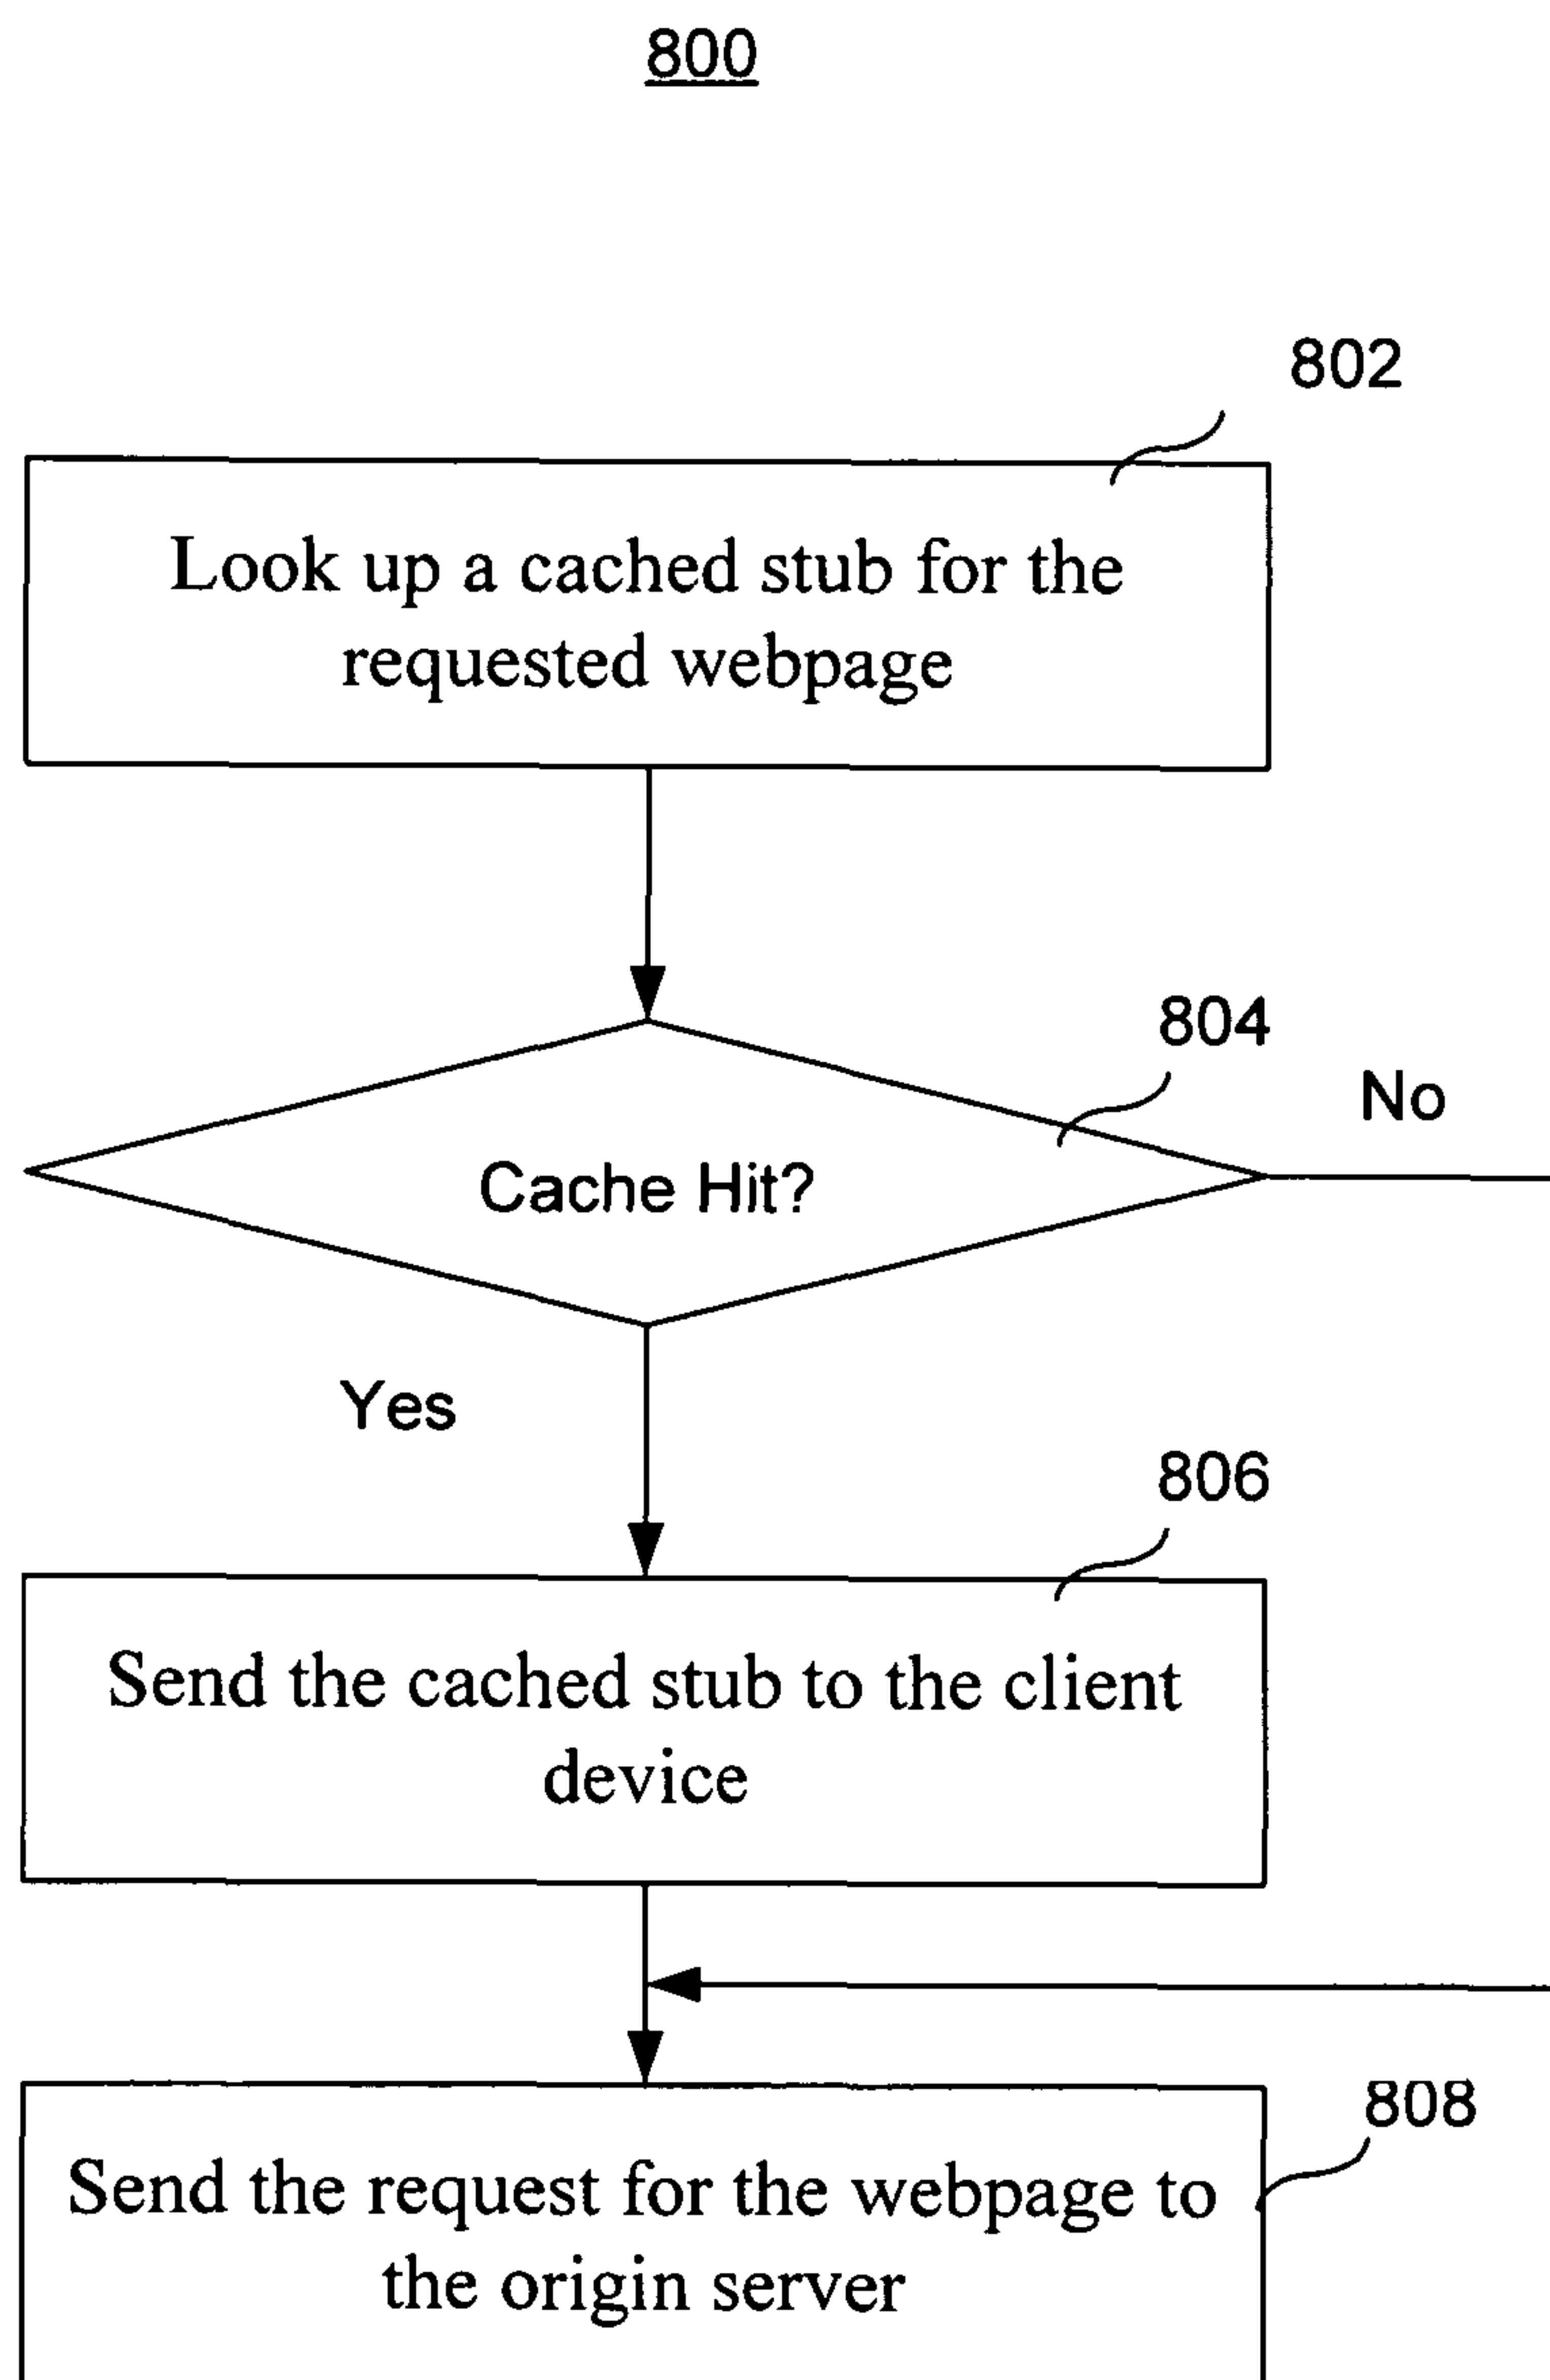 800
802
Look up a cached stub for the
requested webpage
804
No
Cache Hit?
Yes
806
Send the cached stub to the client
device
808
Send the request for the webpage to
the origin server